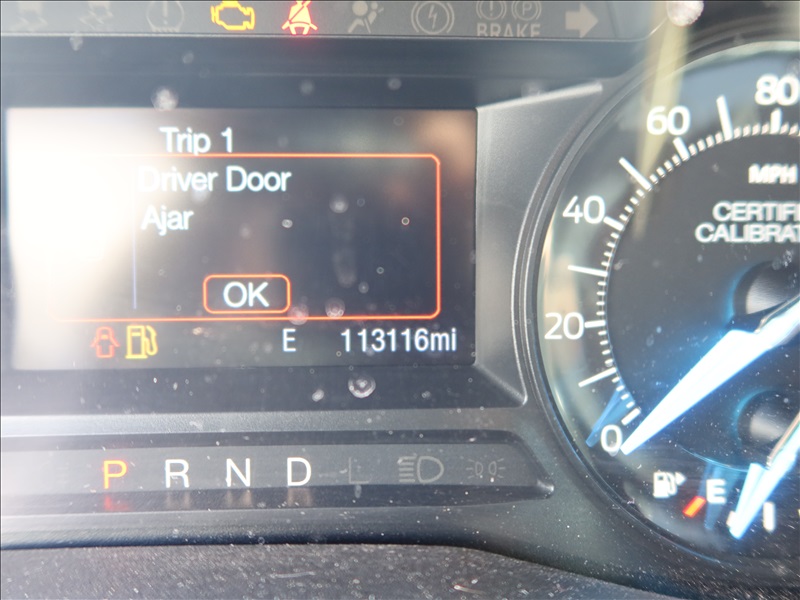 BRAKE
Trip 1
Driver Door
Ajar
OK
E 113116mi
P R N D L
0
20
40
60
80
MPH
CERTIFI
CALIBRAT
E